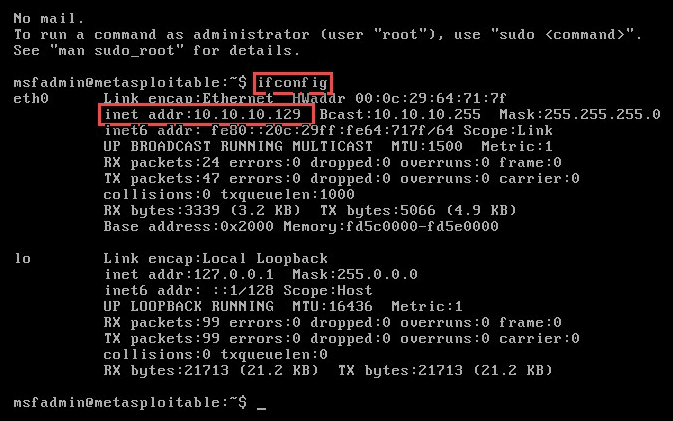 No mail.
To run a command as administrator (user "root"), use "sudo <command>".
See "man sudo_root" for details.
msfadmin@metasploitable:~$ ifconfig
eth0      Link encap:Ethernet  HWaddr 00:0c:29:64:71:7f
          inet addr:10.10.10.129  Bcast:10.10.10.255  Mask:255.255.255.0
          inet6 addr: fe80::20c:29ff:fe64:717f/64 Scope:Link
          UP BROADCAST RUNNING MULTICAST  MTU:1500  Metric:1
          RX packets:24 errors:0 dropped:0 overruns:0 frame:0
          TX packets:47 errors:0 dropped:0 overruns:0 carrier:0
          collisions:0 txqueuelen:1000
          RX bytes:3339 (3.2 KB)  TX bytes:5066 (4.9 KB)
          Base address:0x2000 Memory:fd5c0000-fd5e0000
lo        Link encap:Local Loopback
          inet addr:127.0.0.1  Mask:255.0.0.0
          inet6 addr: ::1/128 Scope:Host
          UP LOOPBACK RUNNING  MTU:16436  Metric:1
          RX packets:99 errors:0 dropped:0 overruns:0 frame:0
          TX packets:99 errors:0 dropped:0 overruns:0 carrier:0
          collisions:0 txqueuelen:0
          RX bytes:21713 (21.2 KB)  TX bytes:21713 (21.2 KB)
msfadmin@metasploitable:~$ _